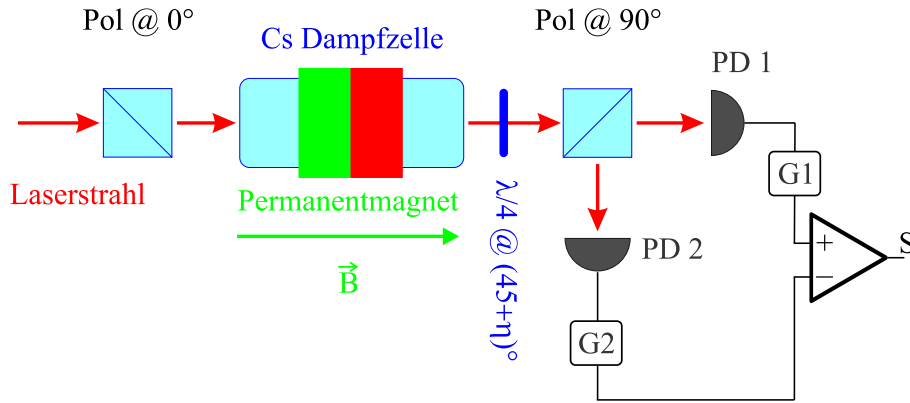 Pol @ 0°
Pol @ 90°
Cs Dampfzelle
PD 1
Laserstrahl
Permanentmagnet
B
λ/4 @ (45+η)°
G1
+
−
S
PD 2
G2